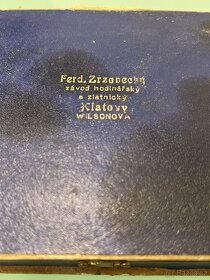 Ferd. Zrzavecký
závod hodinářský
a zlatnický
Klatovy
WILSONOVA